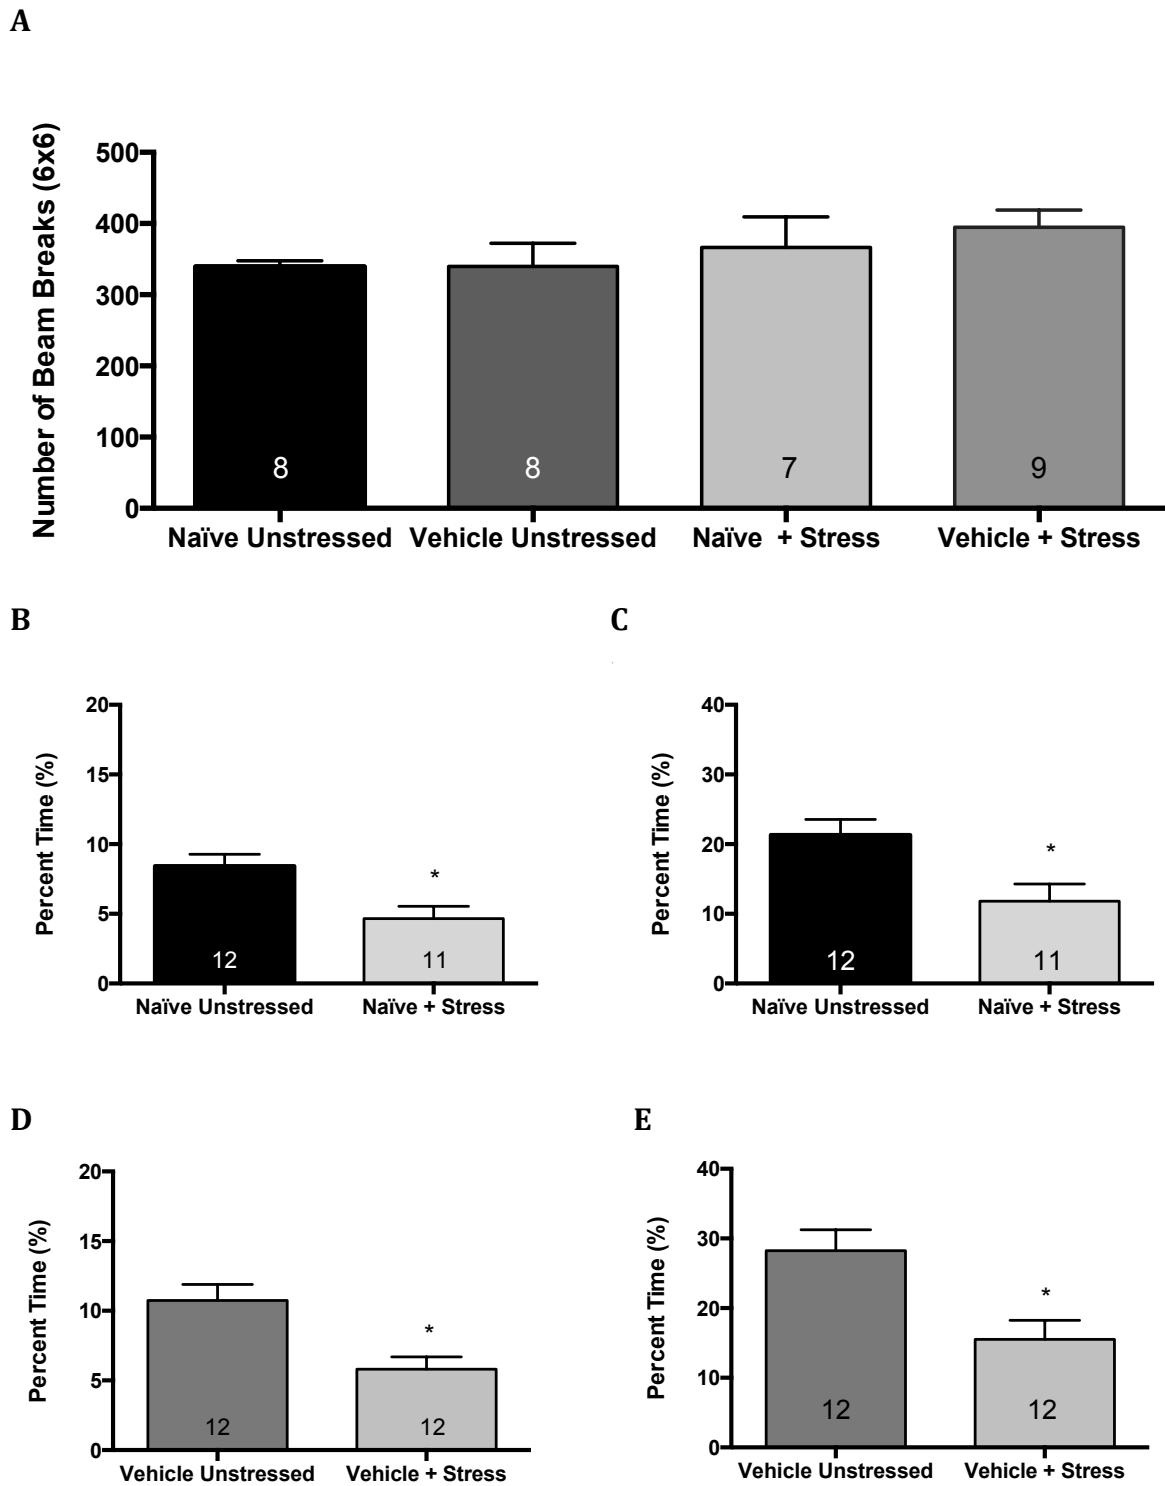 A
Number of Beam Breaks (6x6)
500
400
300
200
100
0
8
8
7
9
Naïve Unstressed
Vehicle Unstressed
Naïve + Stress
Vehicle + Stress
B
Percent Time (%)
20
15
10
5
0
*
12
11
Naïve Unstressed
Naïve + Stress
C
Percent Time (%)
40
30
20
10
0
*
12
11
Naïve Unstressed
Naïve + Stress
D
Percent Time (%)
20
15
10
5
0
*
12
12
Vehicle Unstressed
Vehicle + Stress
E
Percent Time (%)
40
30
20
10
0
*
12
12
Vehicle Unstressed
Vehicle + Stress